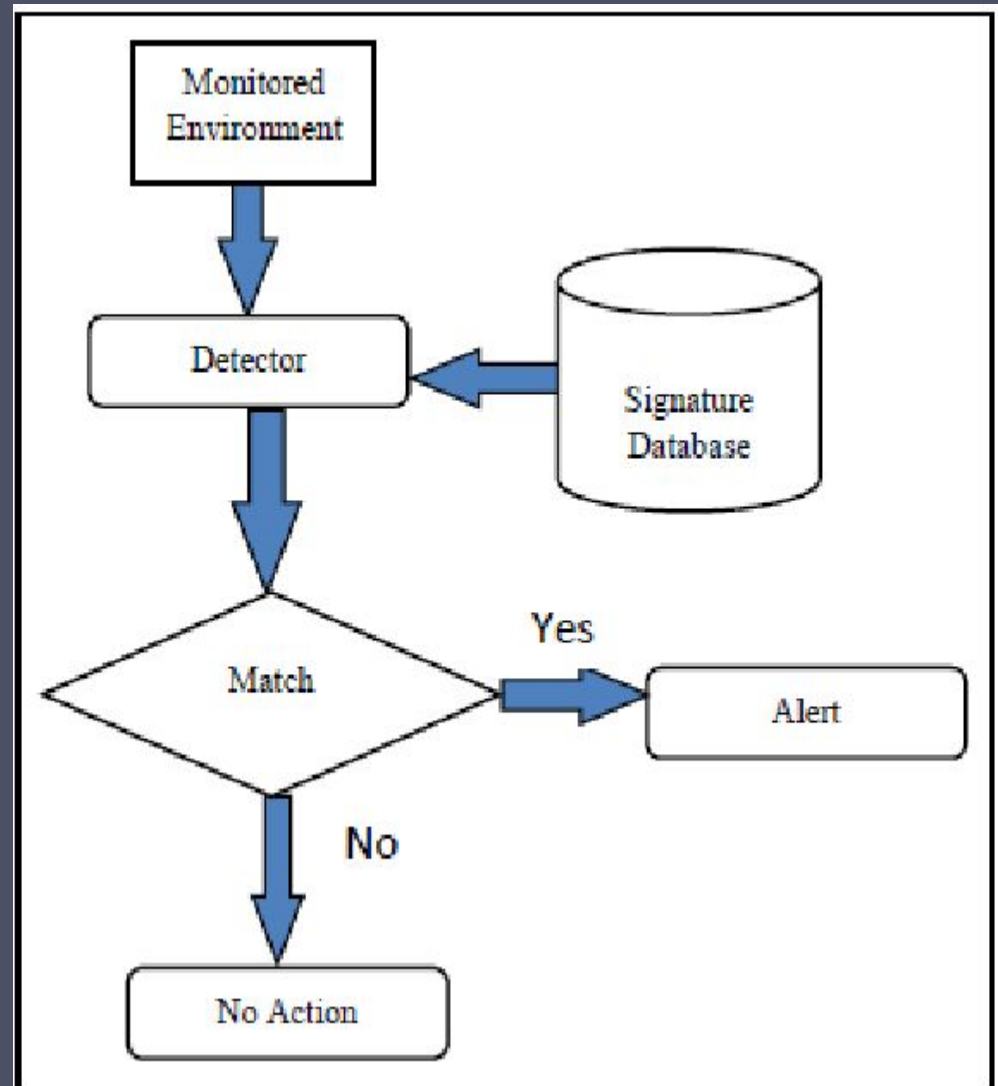 Monitored
Environment
Detector
Signature
Database
Match
Yes
Alert
No
No Action